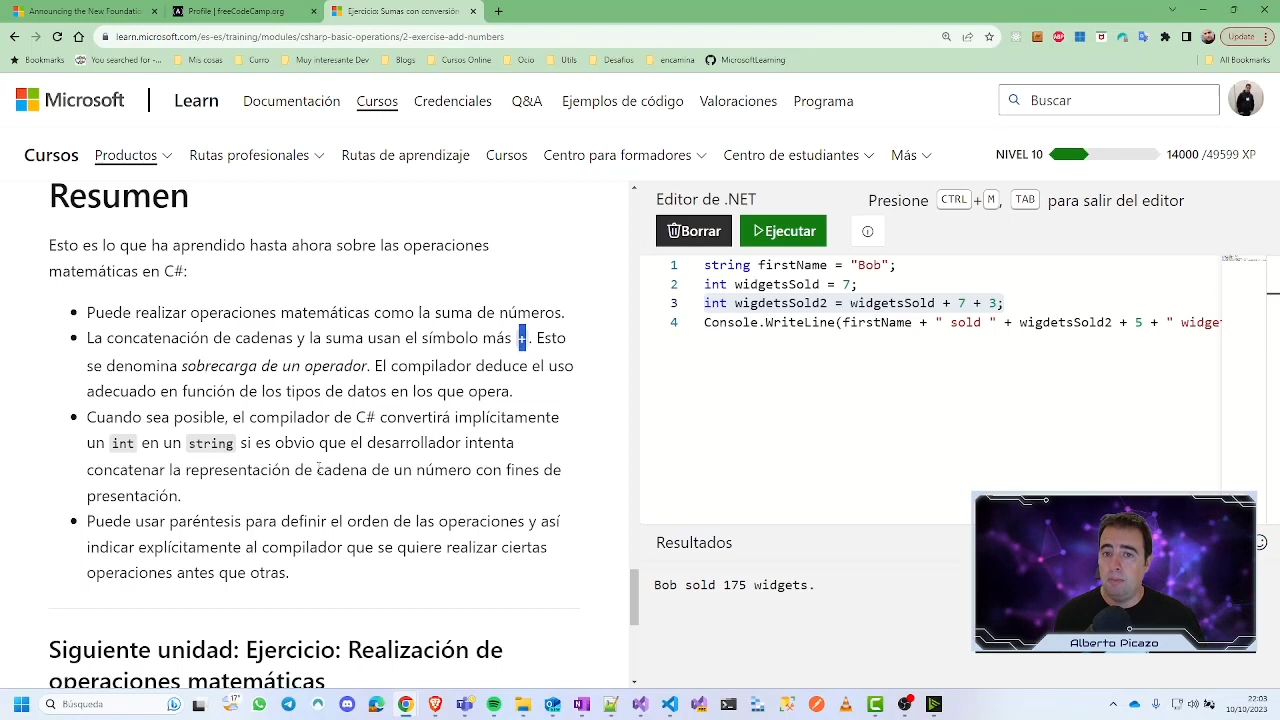 Announcing the New Foundatic
Profile | freeCodeCamp.org
Ejercicio: Sumas con conversión
learn.microsoft.com/es-es/training/modules/csharp-basic-operations/2-exercise-add-numbers
Update
Bookmarks
You searched for -...
Mis cosas
Curro
Muy interesante Dev
Blogs
Cursos Online
Ocio
Utils
Desafios
encamina
MicrosoftLearning
All Bookmarks
Microsoft
Learn
Documentación
Cursos
Credenciales
Q&A
Ejemplos de código
Valoraciones
Programa
Buscar
Cursos
Productos
Rutas profesionales
Rutas de aprendizaje
Cursos
Centro para formadores
Centro de estudiantes
Más
NIVEL 10
14000 /49599 XP
Resumen
Esto es lo que ha aprendido hasta ahora sobre las operaciones
matemáticas en C#:
Puede realizar operaciones matemáticas como la suma de números.
La concatenación de cadenas y la suma usan el símbolo más +. Esto
se denomina sobrecarga de un operador. El compilador deduce el uso
adecuado en función de los tipos de datos en los que opera.
Cuando sea posible, el compilador de C# convertirá implícitamente
un int en un string si es obvio que el desarrollador intenta
concatenar la representación de cadena de un número con fines de
presentación.
Puede usar paréntesis para definir el orden de las operaciones y así
indicar explícitamente al compilador que se quiere realizar ciertas
operaciones antes que otras.
Siguiente unidad: Ejercicio: Realización de
operaciones matemáticas
Editor de .NET
Presione CTRL + M, TAB para salir del editor
Borrar
Ejecutar
1 string firstName = "Bob";
2 int widgetsSold = 7;
3 int wigdetsSold2 = widgetsSold + 7 + 3;
4 Console.WriteLine(firstName + " sold " + wigdetsSold2 + 5 + " widge
Resultados
Bob sold 175 widgets.
Alberto Picazo
Búsqueda
17°
22:03
10/10/2023